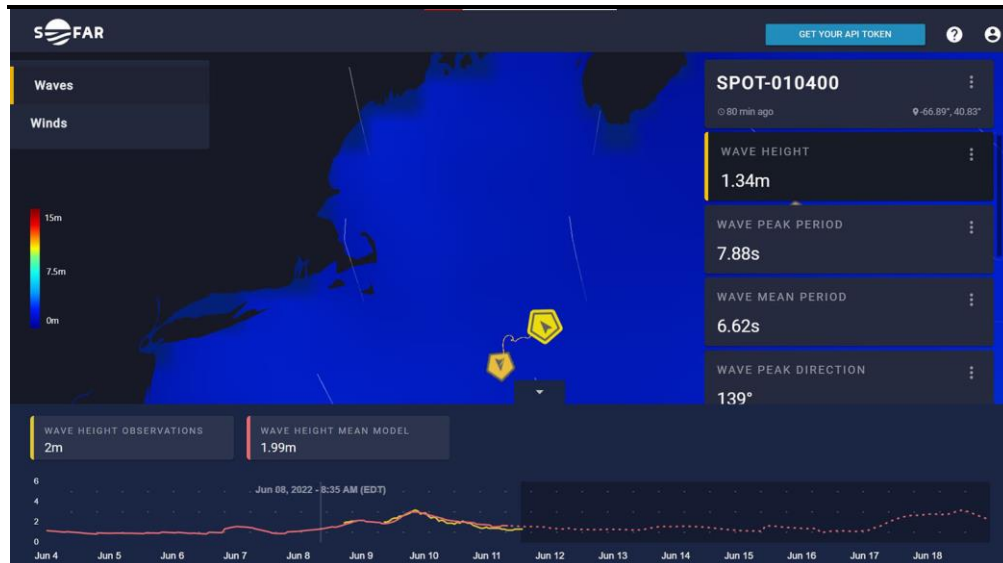 SOFAR
GET YOUR API TOKEN
?
Waves
Winds
15m
7.5m
0m
SPOT-010400
80 min ago
-66.89°, 40.83°
WAVE HEIGHT
1.34m
WAVE PEAK PERIOD
7.88s
WAVE MEAN PERIOD
6.62s
WAVE PEAK DIRECTION
139°
WAVE HEIGHT OBSERVATIONS
2m
WAVE HEIGHT MEAN MODEL
1.99m
Jun 08, 2022 - 8:35 AM (EDT)
6
4
2
0
Jun 4 Jun 5 Jun 6 Jun 7 Jun 8 Jun 9 Jun 10 Jun 11 Jun 12 Jun 13 Jun 14 Jun 15 Jun 16 Jun 17 Jun 18